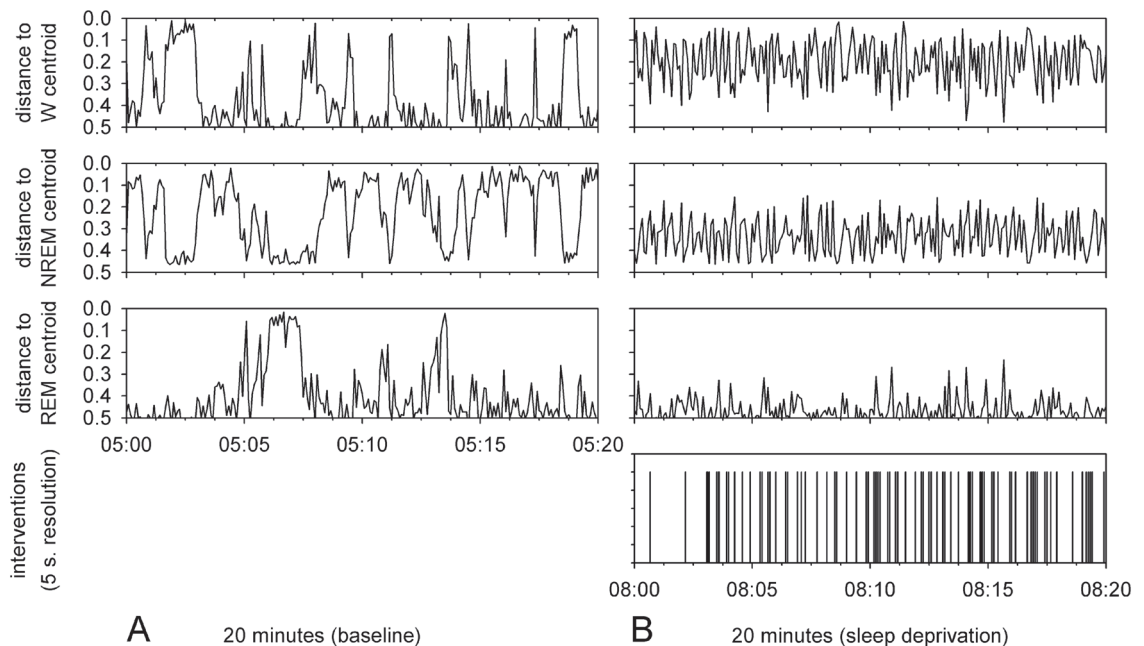 distance to
W centroid
0.0
0.1
0.2
0.3
0.4
0.5
distance to
NREM centroid
0.0
0.1
0.2
0.3
0.4
0.5
distance to
REM centroid
0.0
0.1
0.2
0.3
0.4
0.5
05:00 05:05 05:10 05:15 05:20
interventions
(5 s. resolution)
08:00 08:05 08:10 08:15 08:20
A 20 minutes (baseline)
B 20 minutes (sleep deprivation)